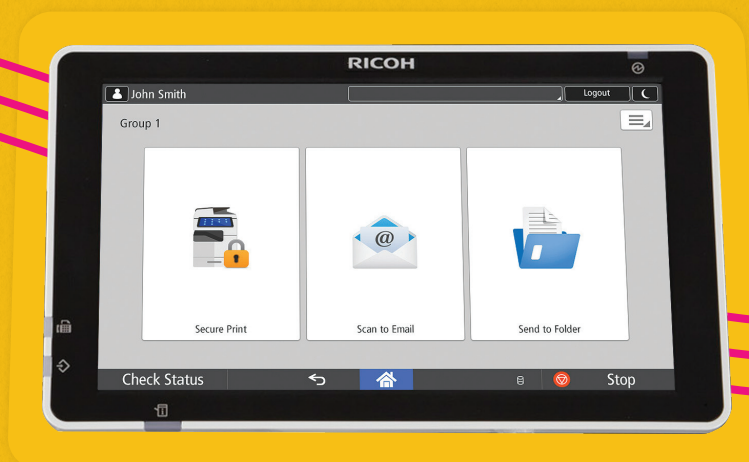 RICOH
John Smith
Logout
Group 1
@
Secure Print
Scan to Email
Send to Folder
Check Status
Stop